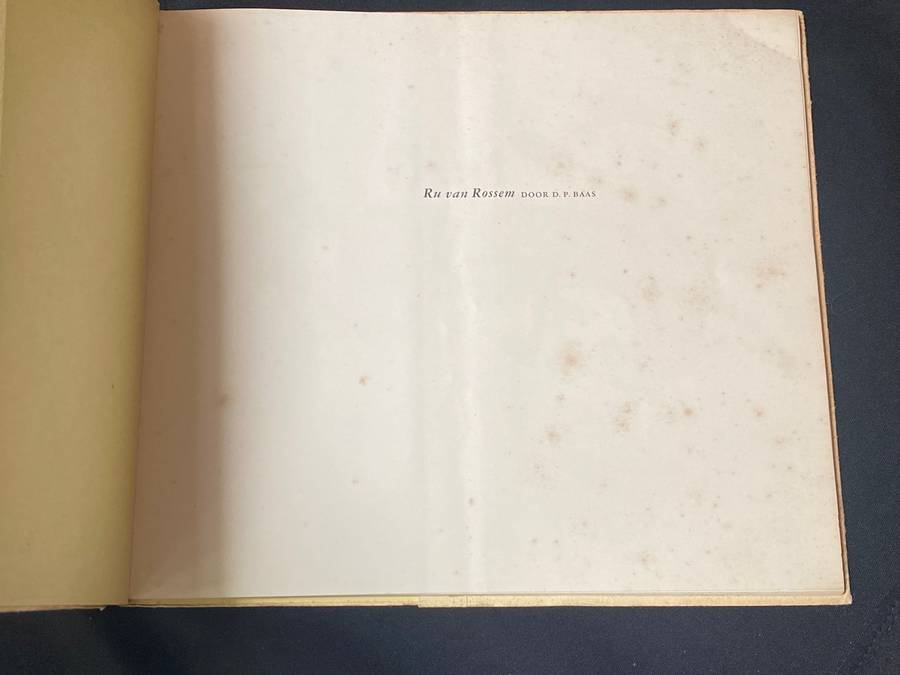 Ru van Rossem DOOR D. P. BAAS